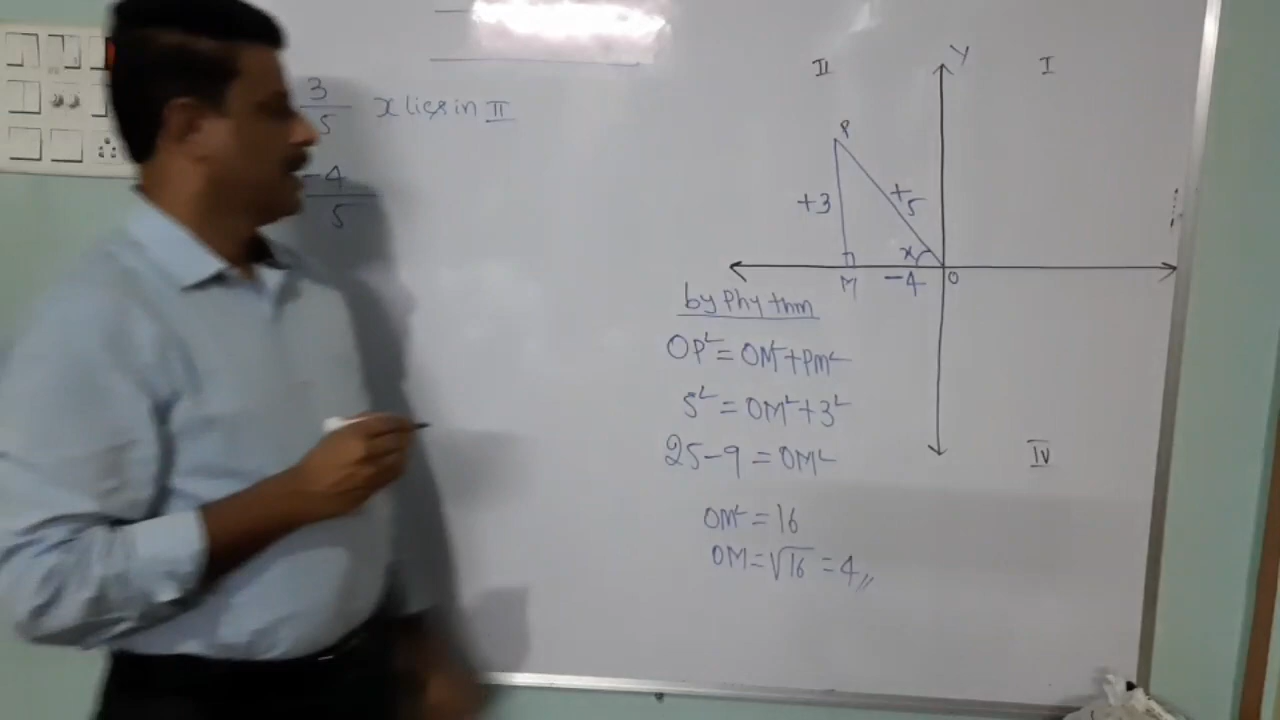 3/5 x lies in II
-4/5
II
I
Y
P
+3
+5
x
M
-4
O
by Phy thm
OP² = OM² + PM²
5² = OM² + 3²
25 - 9 = OM²
OM² = 16
OM = √16 = 4,,
IV